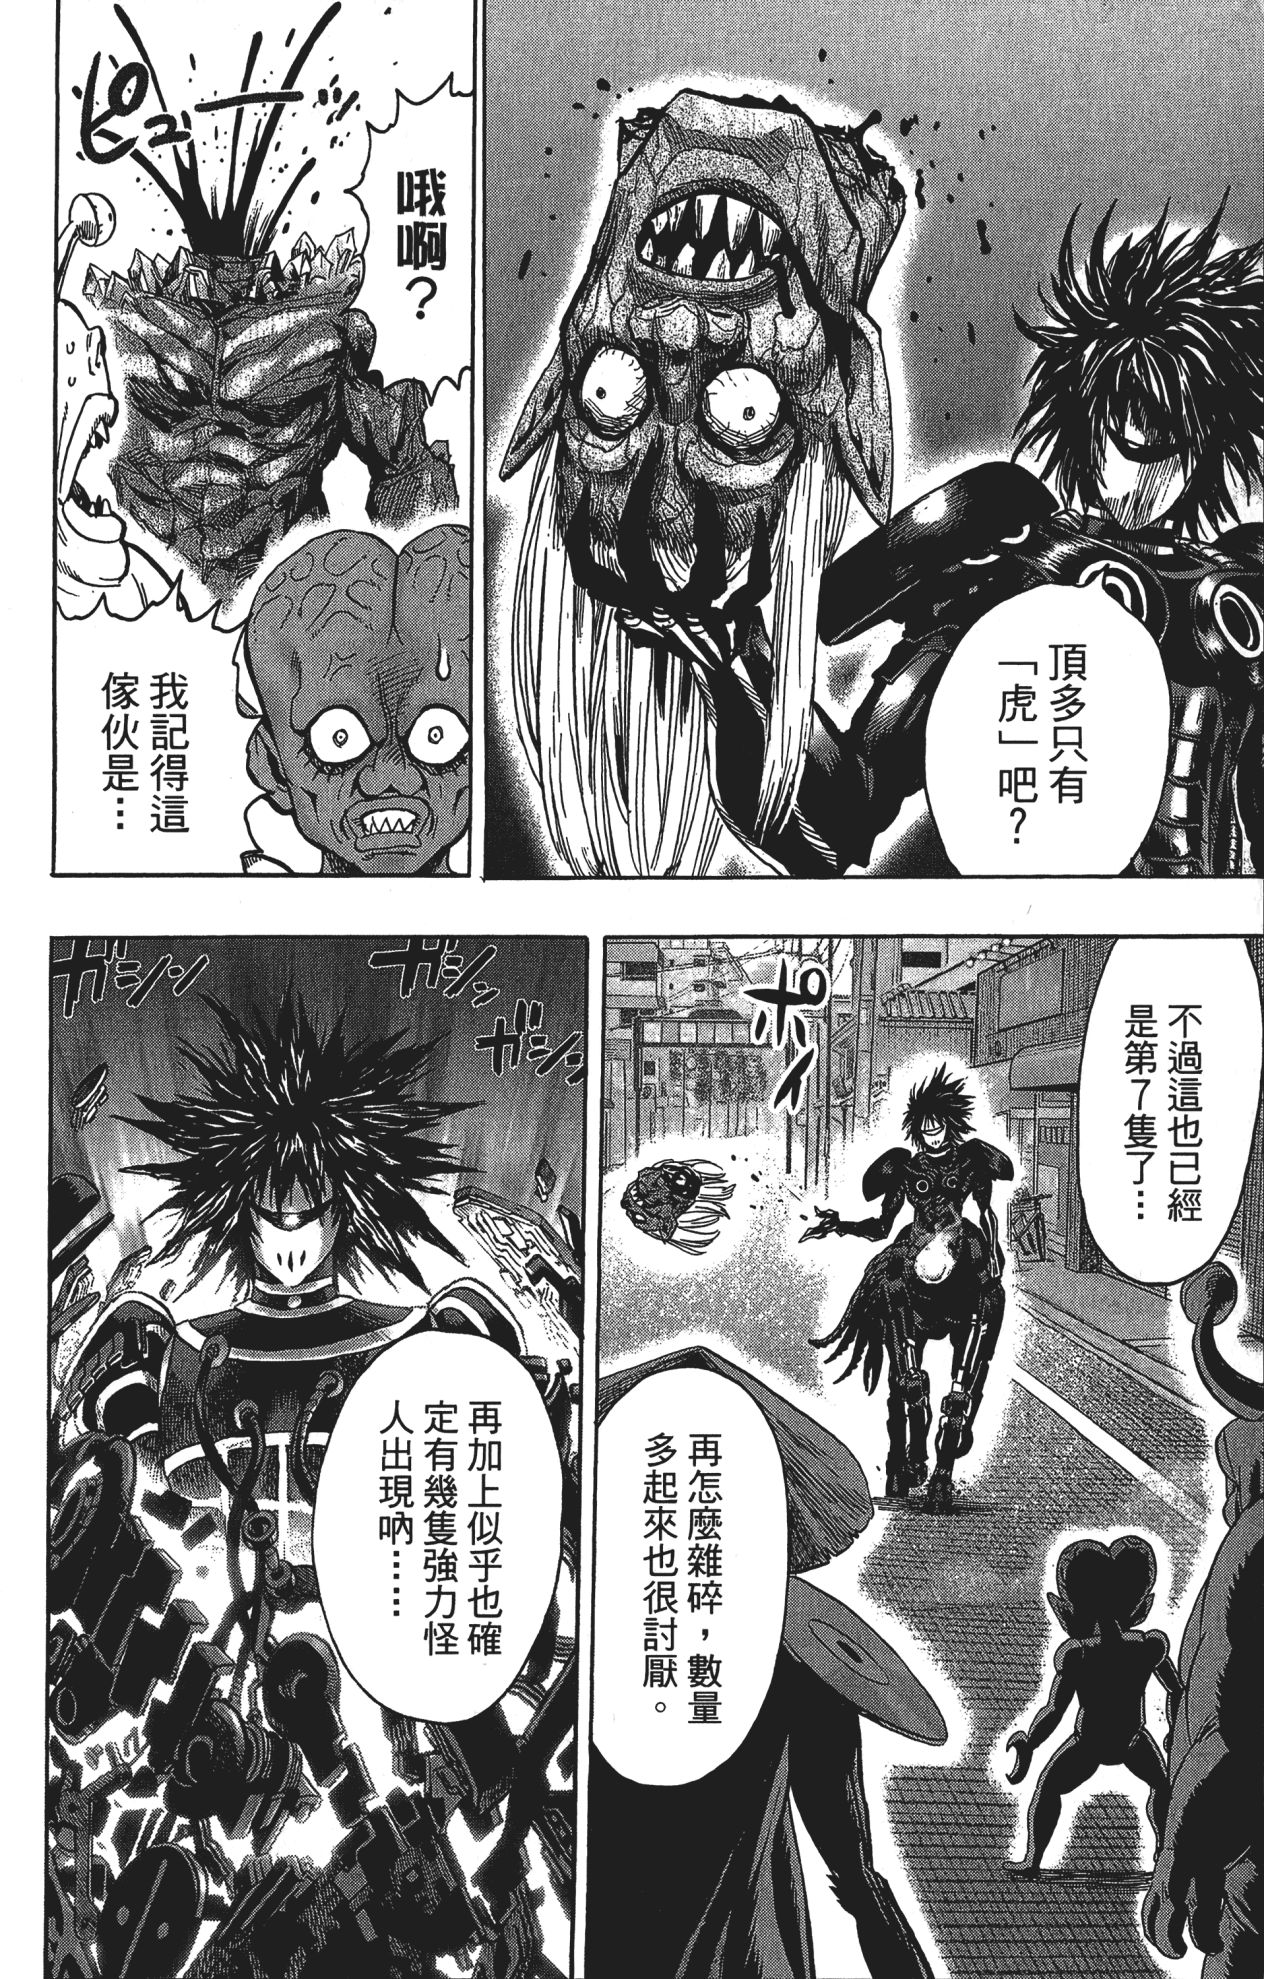 頂多只有
「虎」吧？
ピューッ
哦啊？
我記得這
傢伙是…
不過這也已經
是第7隻了…
ポイ
再怎麼雜碎，數量
多起來也很討厭。
再加上似乎也確
定有幾隻強力怪
人出現吶……
ガシン
ガシン
ガシン